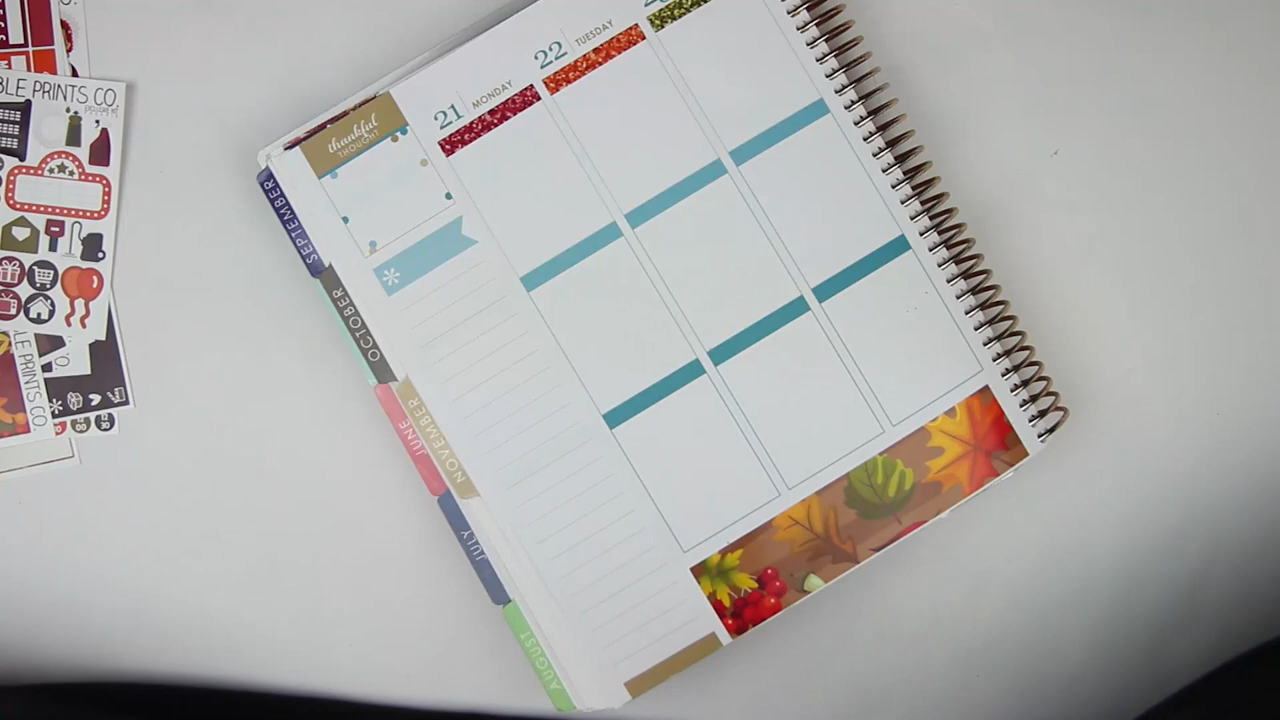 BLE PRINTS CO.
thankful
THOUGHT
21 MONDAY
22 TUESDAY
SEPTEMBER
OCTOBER
NOVEMBER
JUNE
JULY
AUGUST
LE PRINTS CO.